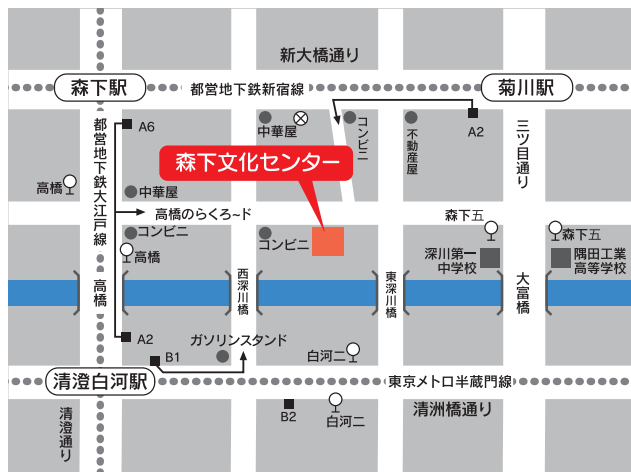 新大橋通り
森下駅
都営地下鉄新宿線
菊川駅
都営地下鉄大江戸線
A6
中華屋
コンビニ
不動産屋
A2
三ツ目通り
森下文化センター
高橋
中華屋
高橋のらくろ~ド
コンビニ
高橋
コンビニ
森下五
森下五
深川第一
中学校
隅田工業
高等学校
高橋
西深川橋
東深川橋
大富橋
A2
B1
ガソリンスタンド
白河二
清澄白河駅
東京メトロ半蔵門線
清澄通り
B2
白河二
清洲橋通り